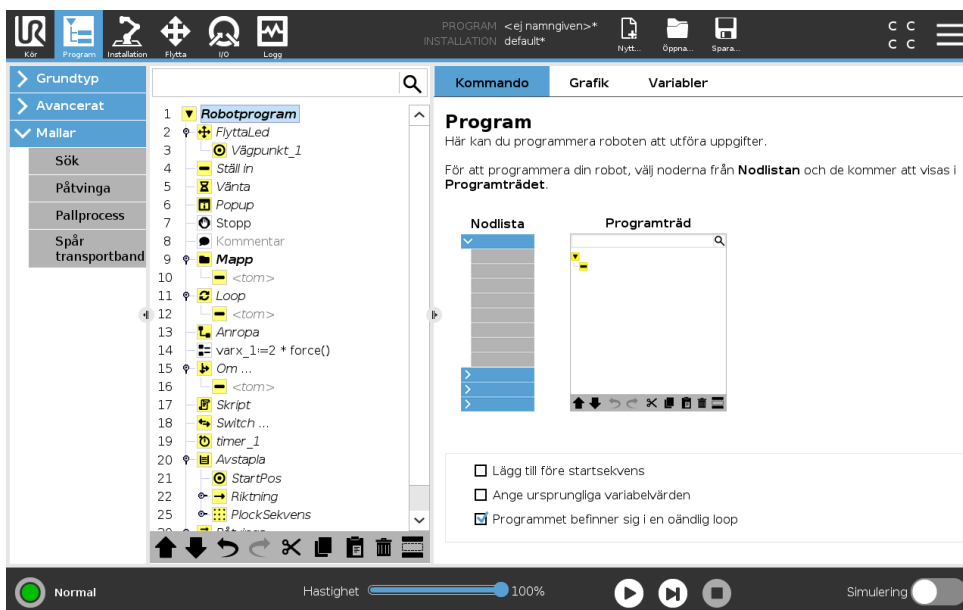 UR
PROGRAM <ej namngiven>*
INSTALLATION default*
Kör
Program
Installation
Flytta
I/O
Logg
Nytt...
Öppna...
Spara...
C C
C C
Grundtyp
Avancerat
Mallar
Sök
Påtvinga
Pallprocess
Spår
transportband
1 Robotprogram
2 FlyttaLed
3 Vägpunkt_1
4 Ställ in
5 Vänta
6 Popup
7 Stopp
8 Kommentar
9 Mapp
10 <tom>
11 Loop
12 <tom>
13 Anropa
14 varx_1:=2 * force()
15 Om ...
16 <tom>
17 Skript
18 Switch ...
19 timer_1
20 Avstapla
21 StartPos
22 Riktning
25 PlockSekvens
Kommando
Grafik
Variabler
Program
Här kan du programmera roboten att utföra uppgifter.
För att programmera din robot, välj noderna från Nodlistan och de kommer att visas i
Programträdet.
Nodlista
Programträd
Lägg till före startsekvens
Ange ursprungliga variabelvärden
Programmet befinner sig i en oändlig loop
Normal
Hastighet
100%
Simulering